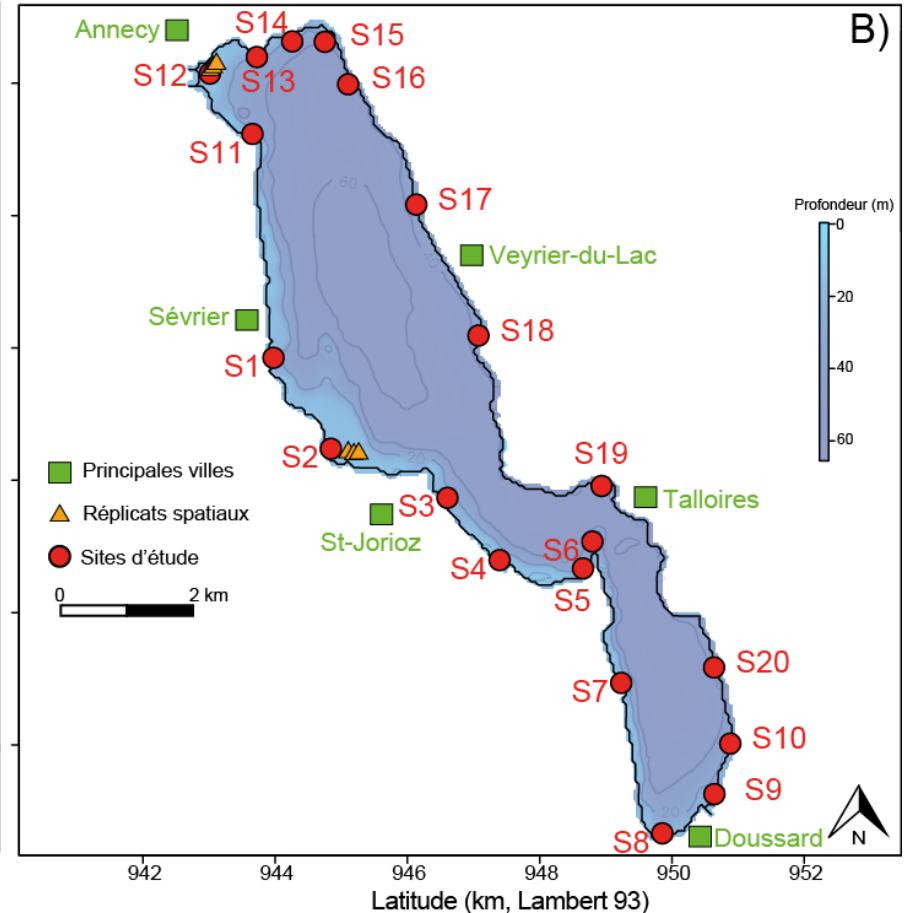 B)
Annecy
S14
S15
S12
S13
S16
S11
60
S17
40
Veyrier-du-Lac
Profondeur (m)
0
20
40
60
Sévrier
S18
S1
S2
20
S19
Principales villes
Réplicats spatiaux
Sites d'étude
0
2 km
S3
St-Jorioz
Talloires
S6
S4
S5
S20
S7
S10
S9
20
S8
Doussard
N
942
944
946
948
950
952
Latitude (km, Lambert 93)